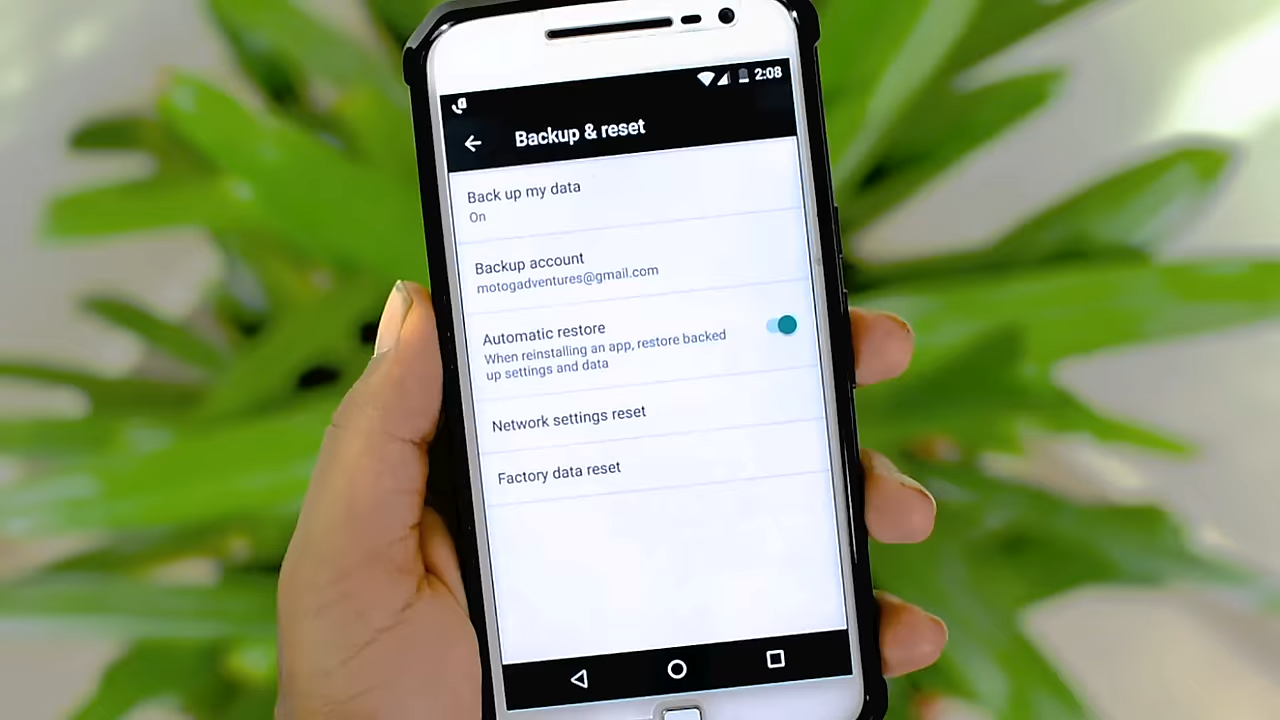 2:08
Backup & reset
Back up my data
On
Backup account
motogadventures@gmail.com
Automatic restore
When reinstalling an app, restore backed
up settings and data
Network settings reset
Factory data reset